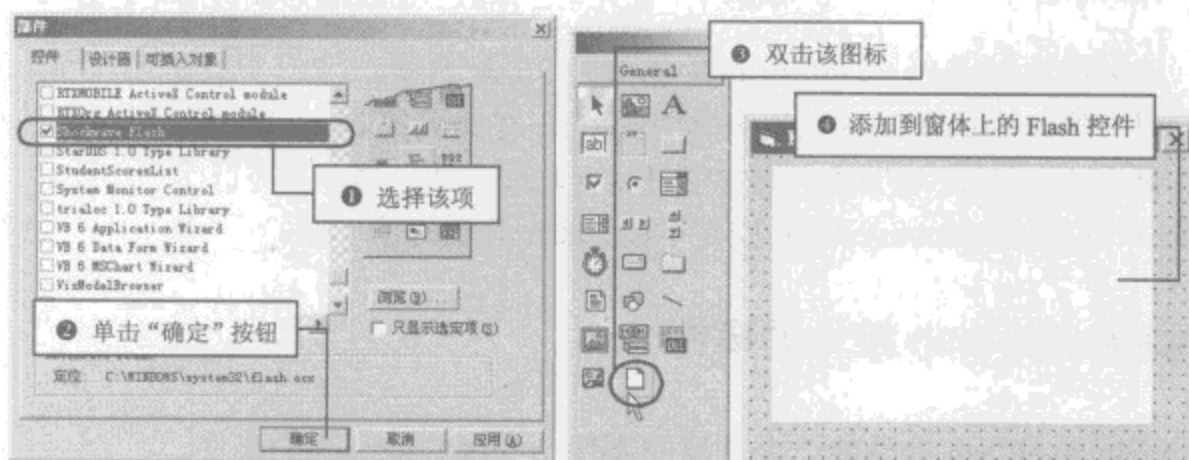 部件
控件 设计器 可插入对象
RTXMOBILE ActiveX Control module
RTXOrg ActiveX Control module
Shockwave Flash
StarBDS 1.0 Type Library
StudentScoresList
System Monitor Control
trialoc 1.0 Type Library
VB 6 Application Wizard
VB 6 Data Form Wizard
VB 6 MSChart Wizard
VizModelBrowser
❶ 选择该项
❷ 单击“确定”按钮
浏览(B)...
只显示选定项(S)
定位: C:\WINDOWS\system32\flash.ocx
确定 取消 应用(A)
❸ 双击该图标
General
A
ab
❹ 添加到窗体上的 Flash 控件